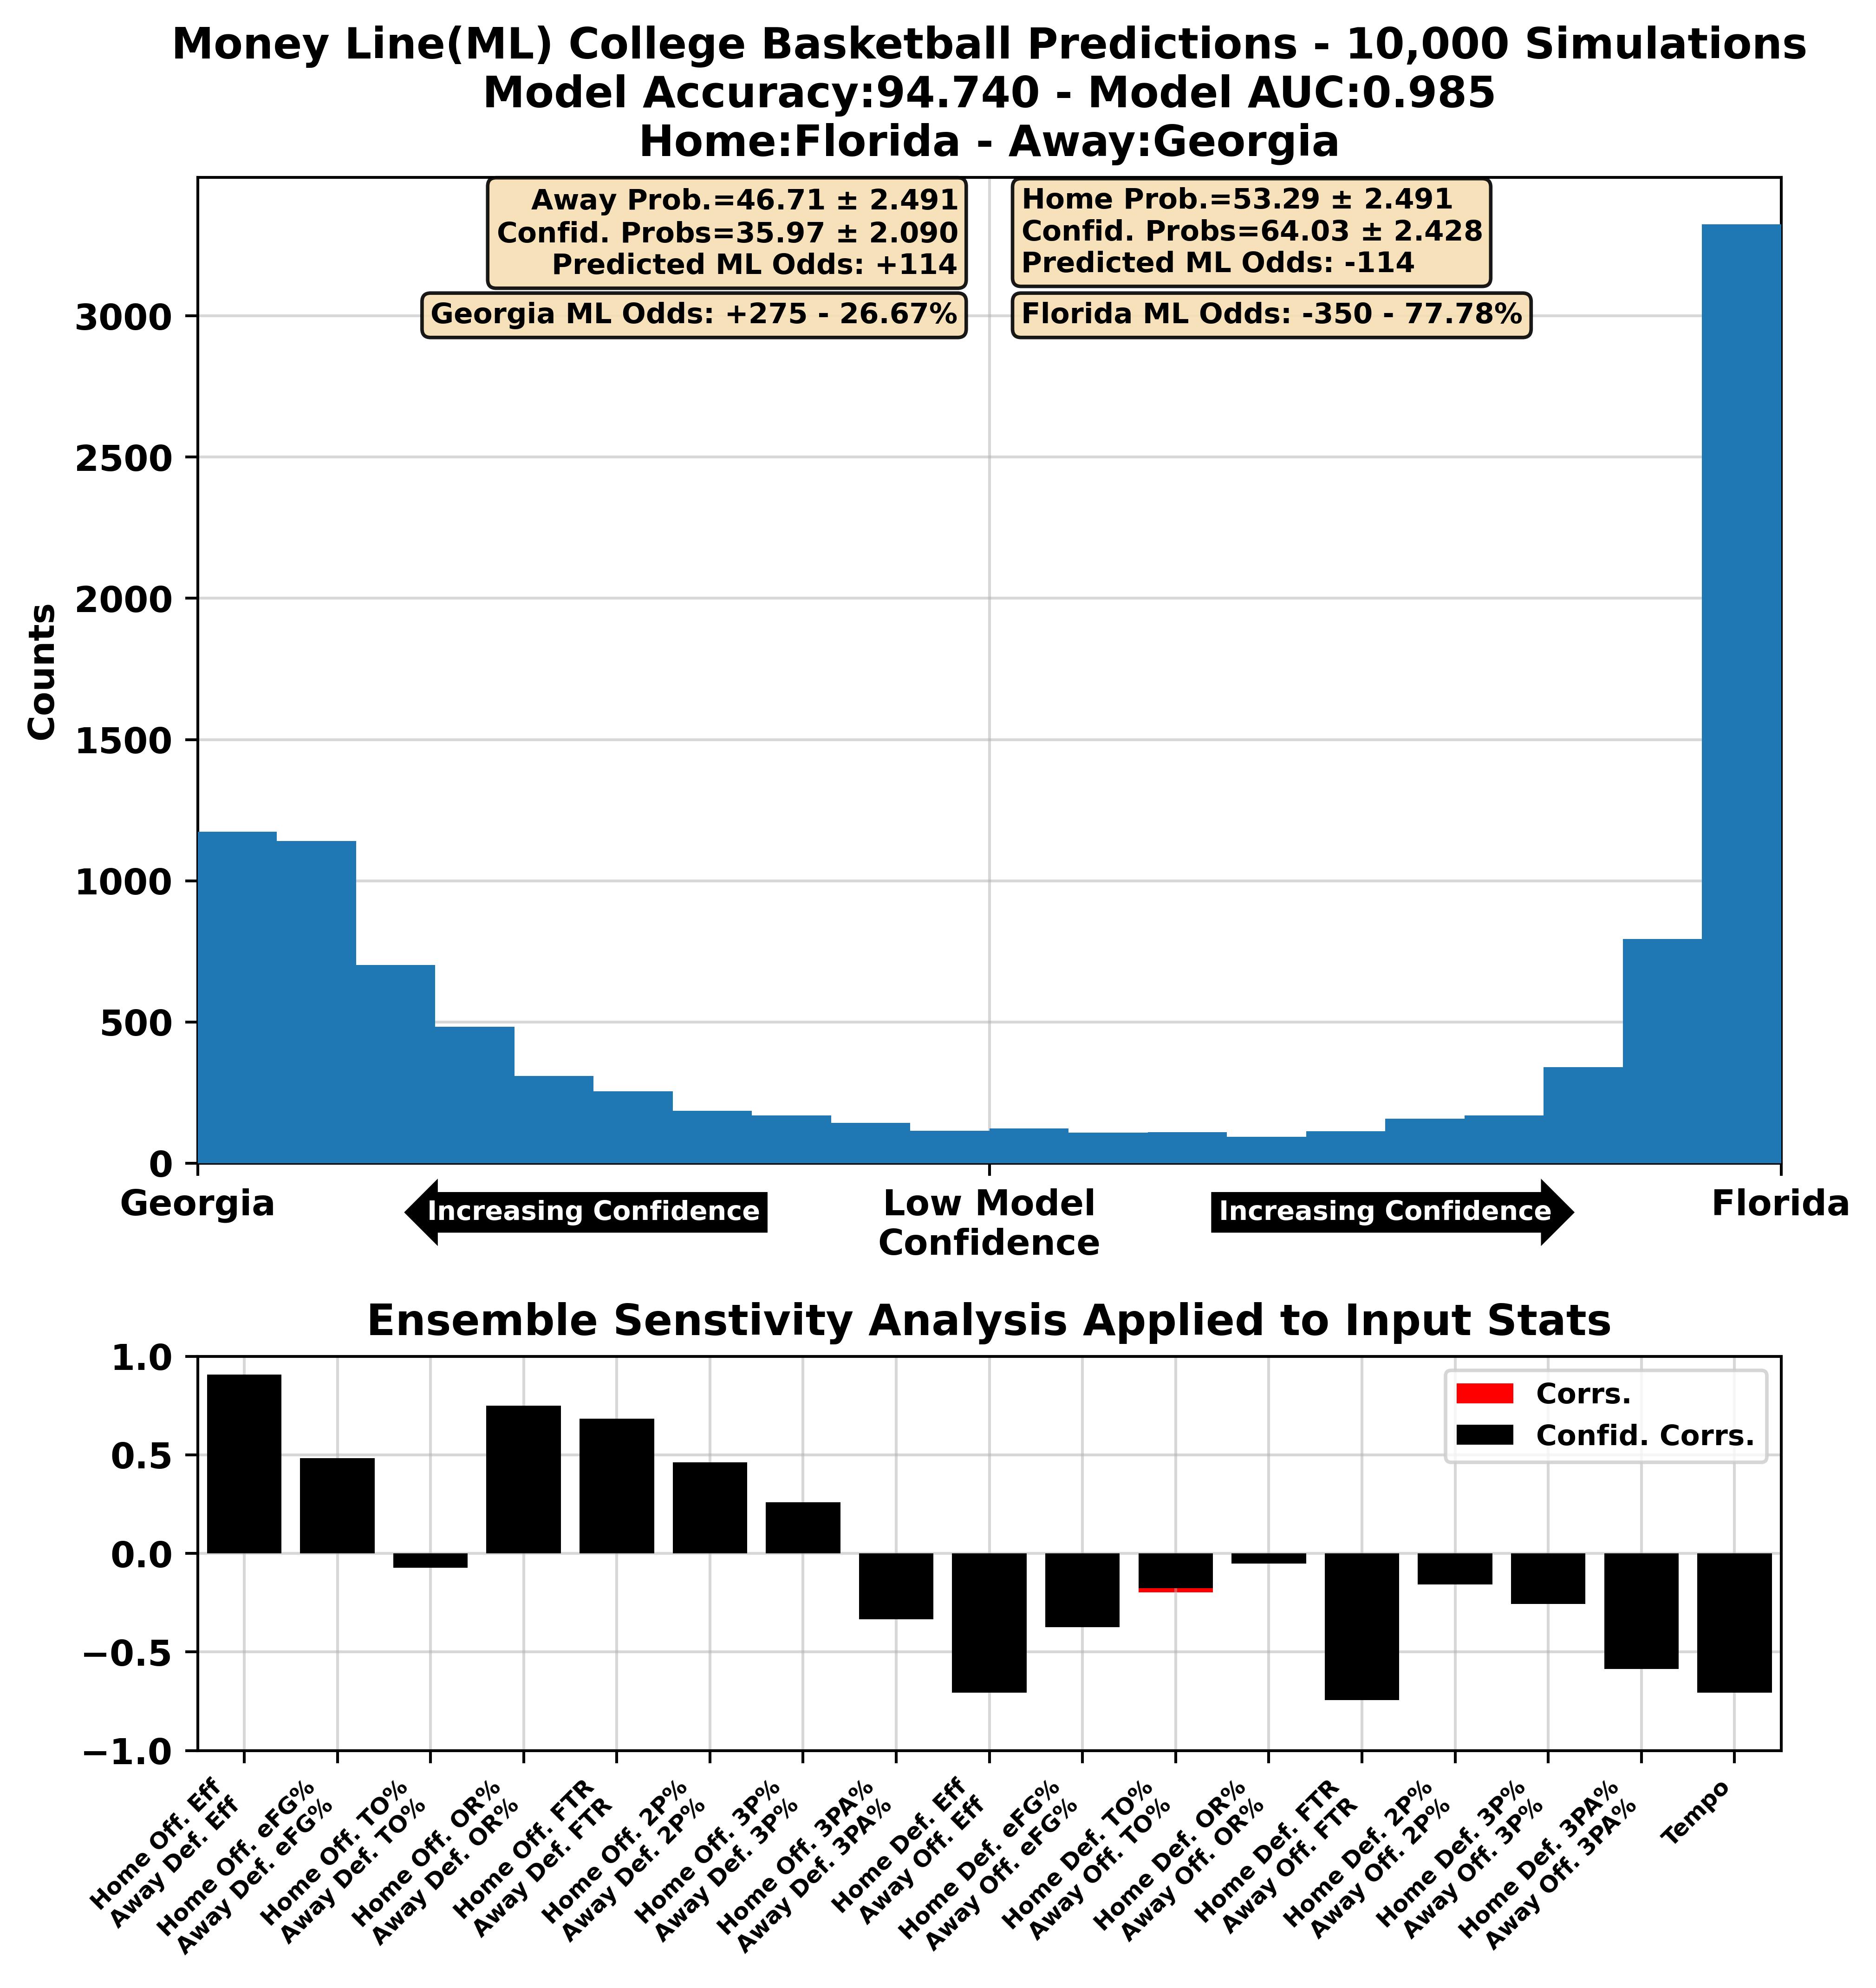 Money Line(ML) College Basketball Predictions - 10,000 Simulations
Model Accuracy:94.740 - Model AUC:0.985
Home:Florida - Away:Georgia
Away Prob.=46.71 ± 2.491
Confid. Probs=35.97 ± 2.090
Predicted ML Odds: +114
Georgia ML Odds: +275 - 26.67%
Home Prob.=53.29 ± 2.491
Confid. Probs=64.03 ± 2.428
Predicted ML Odds: -114
Florida ML Odds: -350 - 77.78%
Counts
3000
2500
2000
1500
1000
500
0
Georgia
Increasing Confidence
Low Model
Confidence
Increasing Confidence
Florida
Ensemble Senstivity Analysis Applied to Input Stats
1.0
0.5
0.0
−0.5
−1.0
Corrs.
Confid. Corrs.
Home Off. Eff
Away Def. Eff
Home Off. eFG%
Away Def. eFG%
Home Off. TO%
Away Def. TO%
Home Off. OR%
Away Def. OR%
Home Off. FTR
Away Def. FTR
Home Off. 2P%
Away Def. 2P%
Home Off. 3P%
Away Def. 3P%
Home Off. 3PA%
Away Def. 3PA%
Home Def. Eff
Away Off. Eff
Home Def. eFG%
Away Off. eFG%
Home Def. TO%
Away Off. TO%
Home Def. OR%
Away Off. OR%
Home Def. FTR
Away Off. FTR
Home Def. 2P%
Away Off. 2P%
Home Def. 3P%
Away Off. 3P%
Home Def. 3PA%
Away Off. 3PA%
Tempo